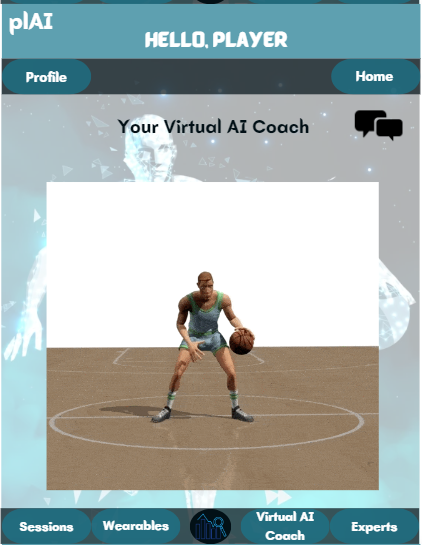 plAI
HELLO, PLAYER
Profile
Home
Your Virtual AI Coach
Sessions
Wearables
Virtual AI
Coach
Experts